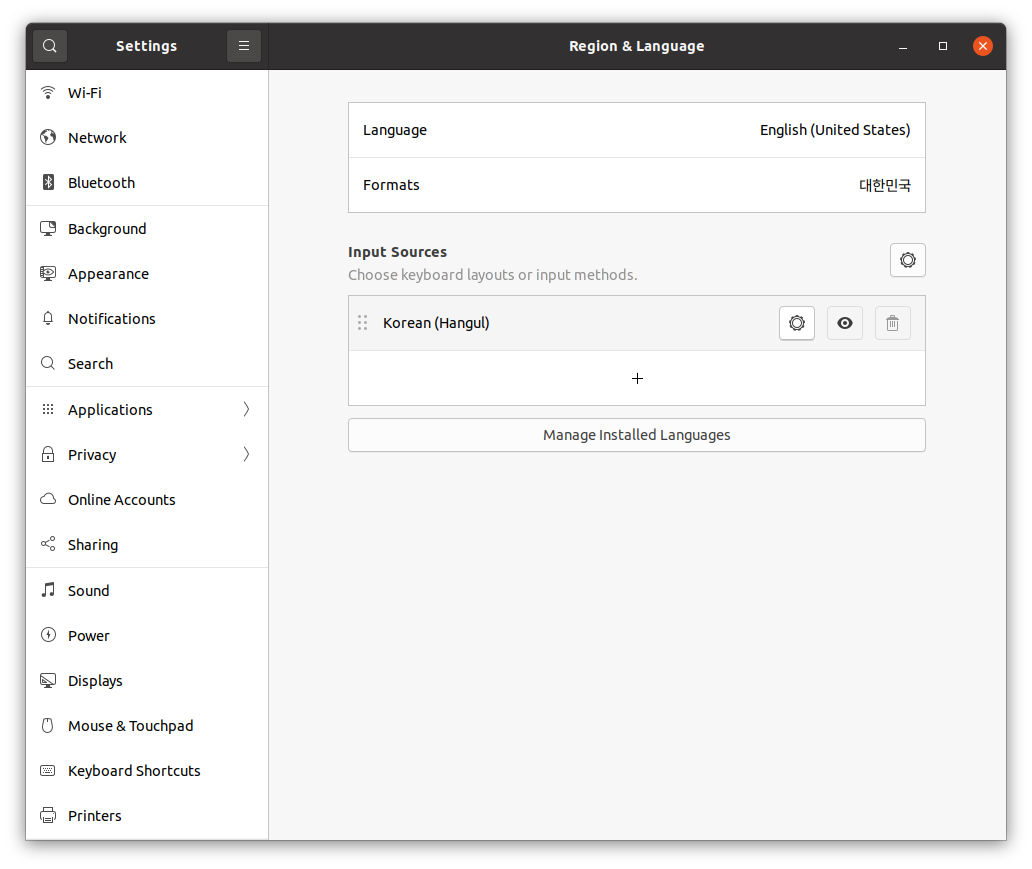 Settings
Region & Language
Wi-Fi
Network
Bluetooth
Background
Appearance
Notifications
Search
Applications
Privacy
Online Accounts
Sharing
Sound
Power
Displays
Mouse & Touchpad
Keyboard Shortcuts
Printers
Language English (United States)
Formats 대한민국
Input Sources
Choose keyboard layouts or input methods.
Korean (Hangul)
Manage Installed Languages